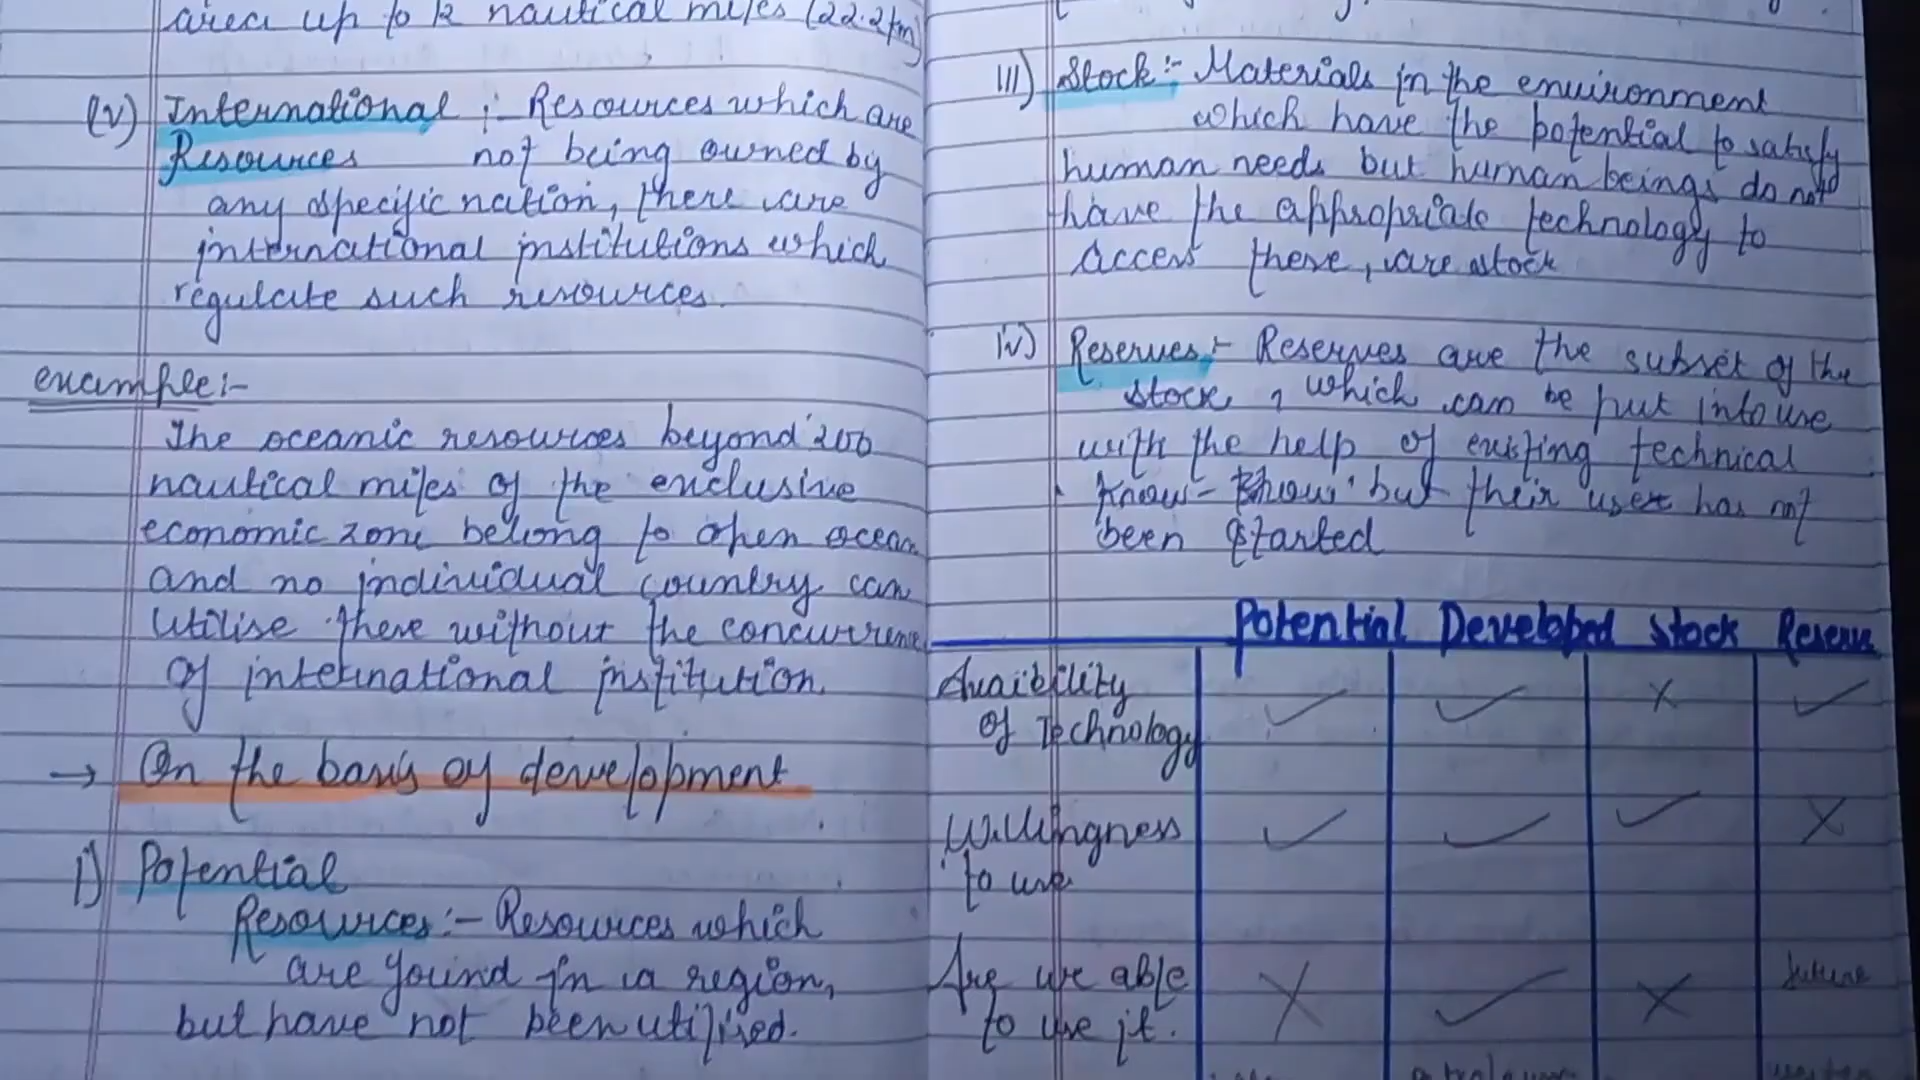 area up to 12 nautical miles (22.2 km)
(v) International :- Resources which are
Resources not being owned by
any specific nation, there are
international institutions which
regulate such resources.
example:-
The oceanic resources beyond 200
nautical miles of the exclusive
economic zone belong to open ocean
and no individual country can
utilise these without the concurrence
of international institution.
→ On the basis of development
i) Potential
Resources:- Resources which
are found in a region,
but have not been utilised.
iii) Stock:- Materials in the environment
which have the potential to satisfy
human needs but human beings do not
have the appropriate technology to
access these, are stock
iv) Reserves:- Reserves are the subset of the
stock, which can be put into use
with the help of existing technical
know-how' but their use has not
been started
Potential Developed Stock Reserve
Avaibility
of Technology ✓ ✓ × ✓
Willingness
to use ✓ ✓ ✓ ×
Are we able
to use it. × ✓ × future